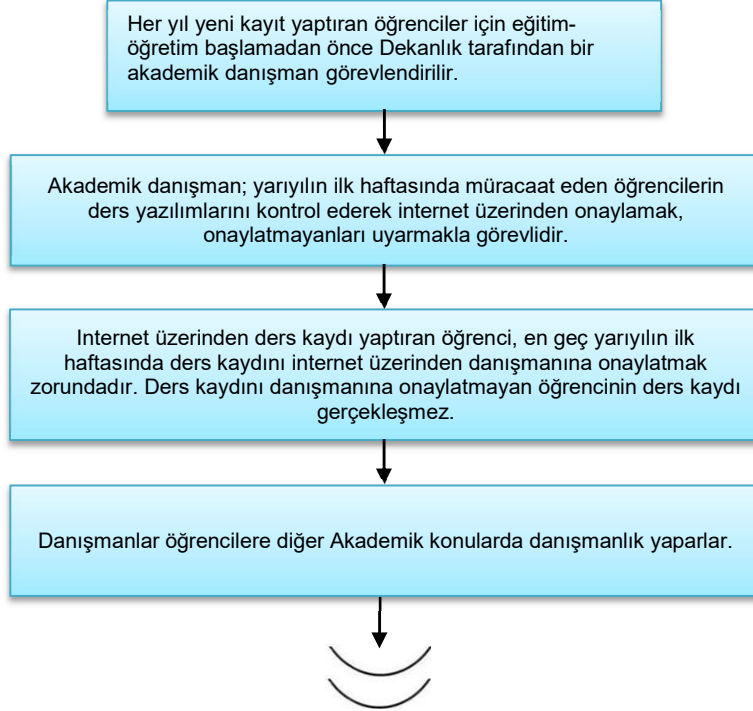 Her yıl yeni kayıt yaptıran öğrenciler için eğitim-
öğretim başlamadan önce Dekanlık tarafından bir
akademik danışman görevlendirilir.
Akademik danışman; yarıyılın ilk haftasında müracaat eden öğrencilerin
ders yazılımlarını kontrol ederek internet üzerinden onaylamak,
onaylatmayanları uyarmakla görevlidir.
Internet üzerinden ders kaydı yaptıran öğrenci, en geç yarıyılın ilk
haftasında ders kaydını internet üzerinden danışmanına onaylatmak
zorundadır. Ders kaydını danışmanına onaylatmayan öğrencinin ders kaydı
gerçekleşmez.
Danışmanlar öğrencilere diğer Akademik konularda danışmanlık yaparlar.